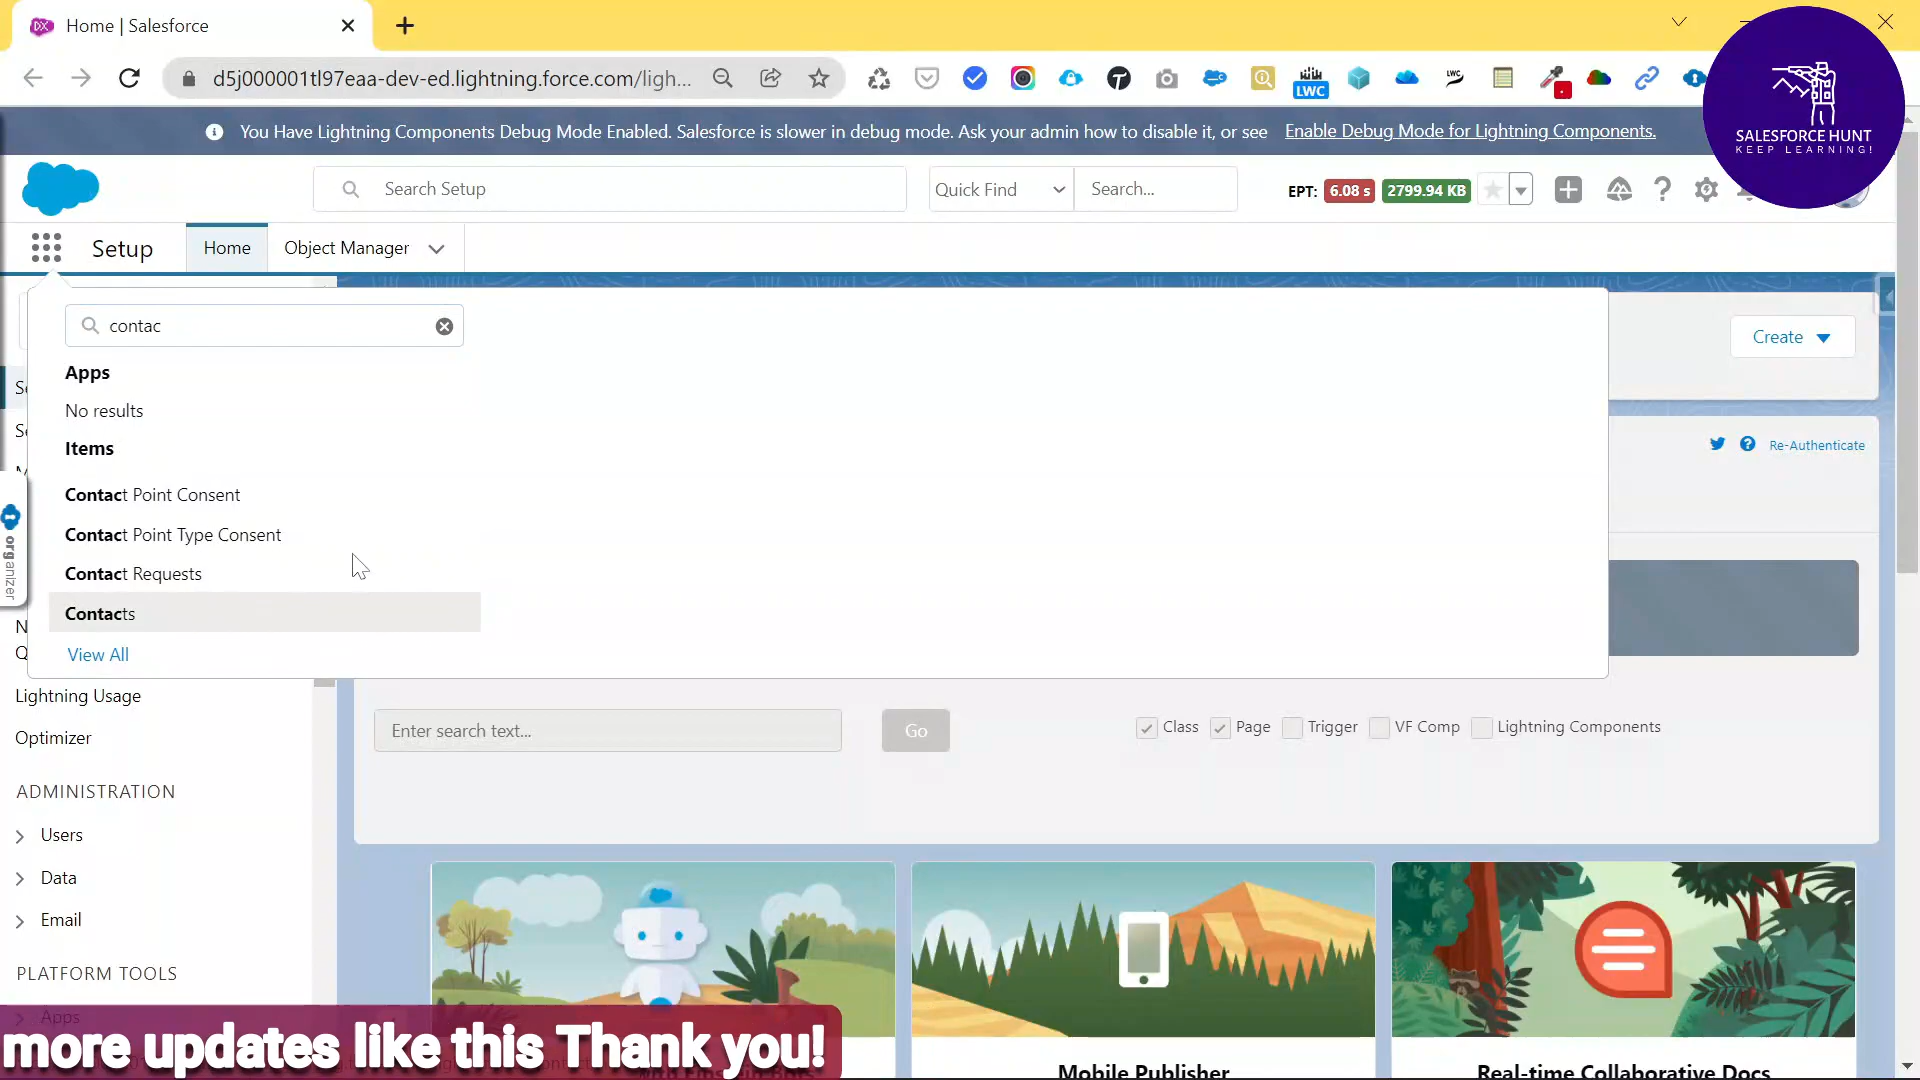 Home | Salesforce
d5j000001tl97eaa-dev-ed.lightning.force.com/ligh...
LWC
LWC
SALESFORCE HUNT
KEEP LEARNING!
You Have Lightning Components Debug Mode Enabled. Salesforce is slower in debug mode. Ask your admin how to disable it, or see Enable Debug Mode for Lightning Components.
Search Setup
Quick Find
Search...
EPT: 6.08 s 2799.94 KB
Setup
Home
Object Manager
contac
Create
Apps
No results
Items
Re-Authenticate
Contact Point Consent
Contact Point Type Consent
Contact Requests
Contacts
View All
organizer
Lightning Usage
Optimizer
Enter search text...
Go
Class
Page
Trigger
VF Comp
Lightning Components
ADMINISTRATION
Users
Data
Email
PLATFORM TOOLS
Apps
more updates like this Thank you!
Mobile Publisher
Real-time Collaborative Docs